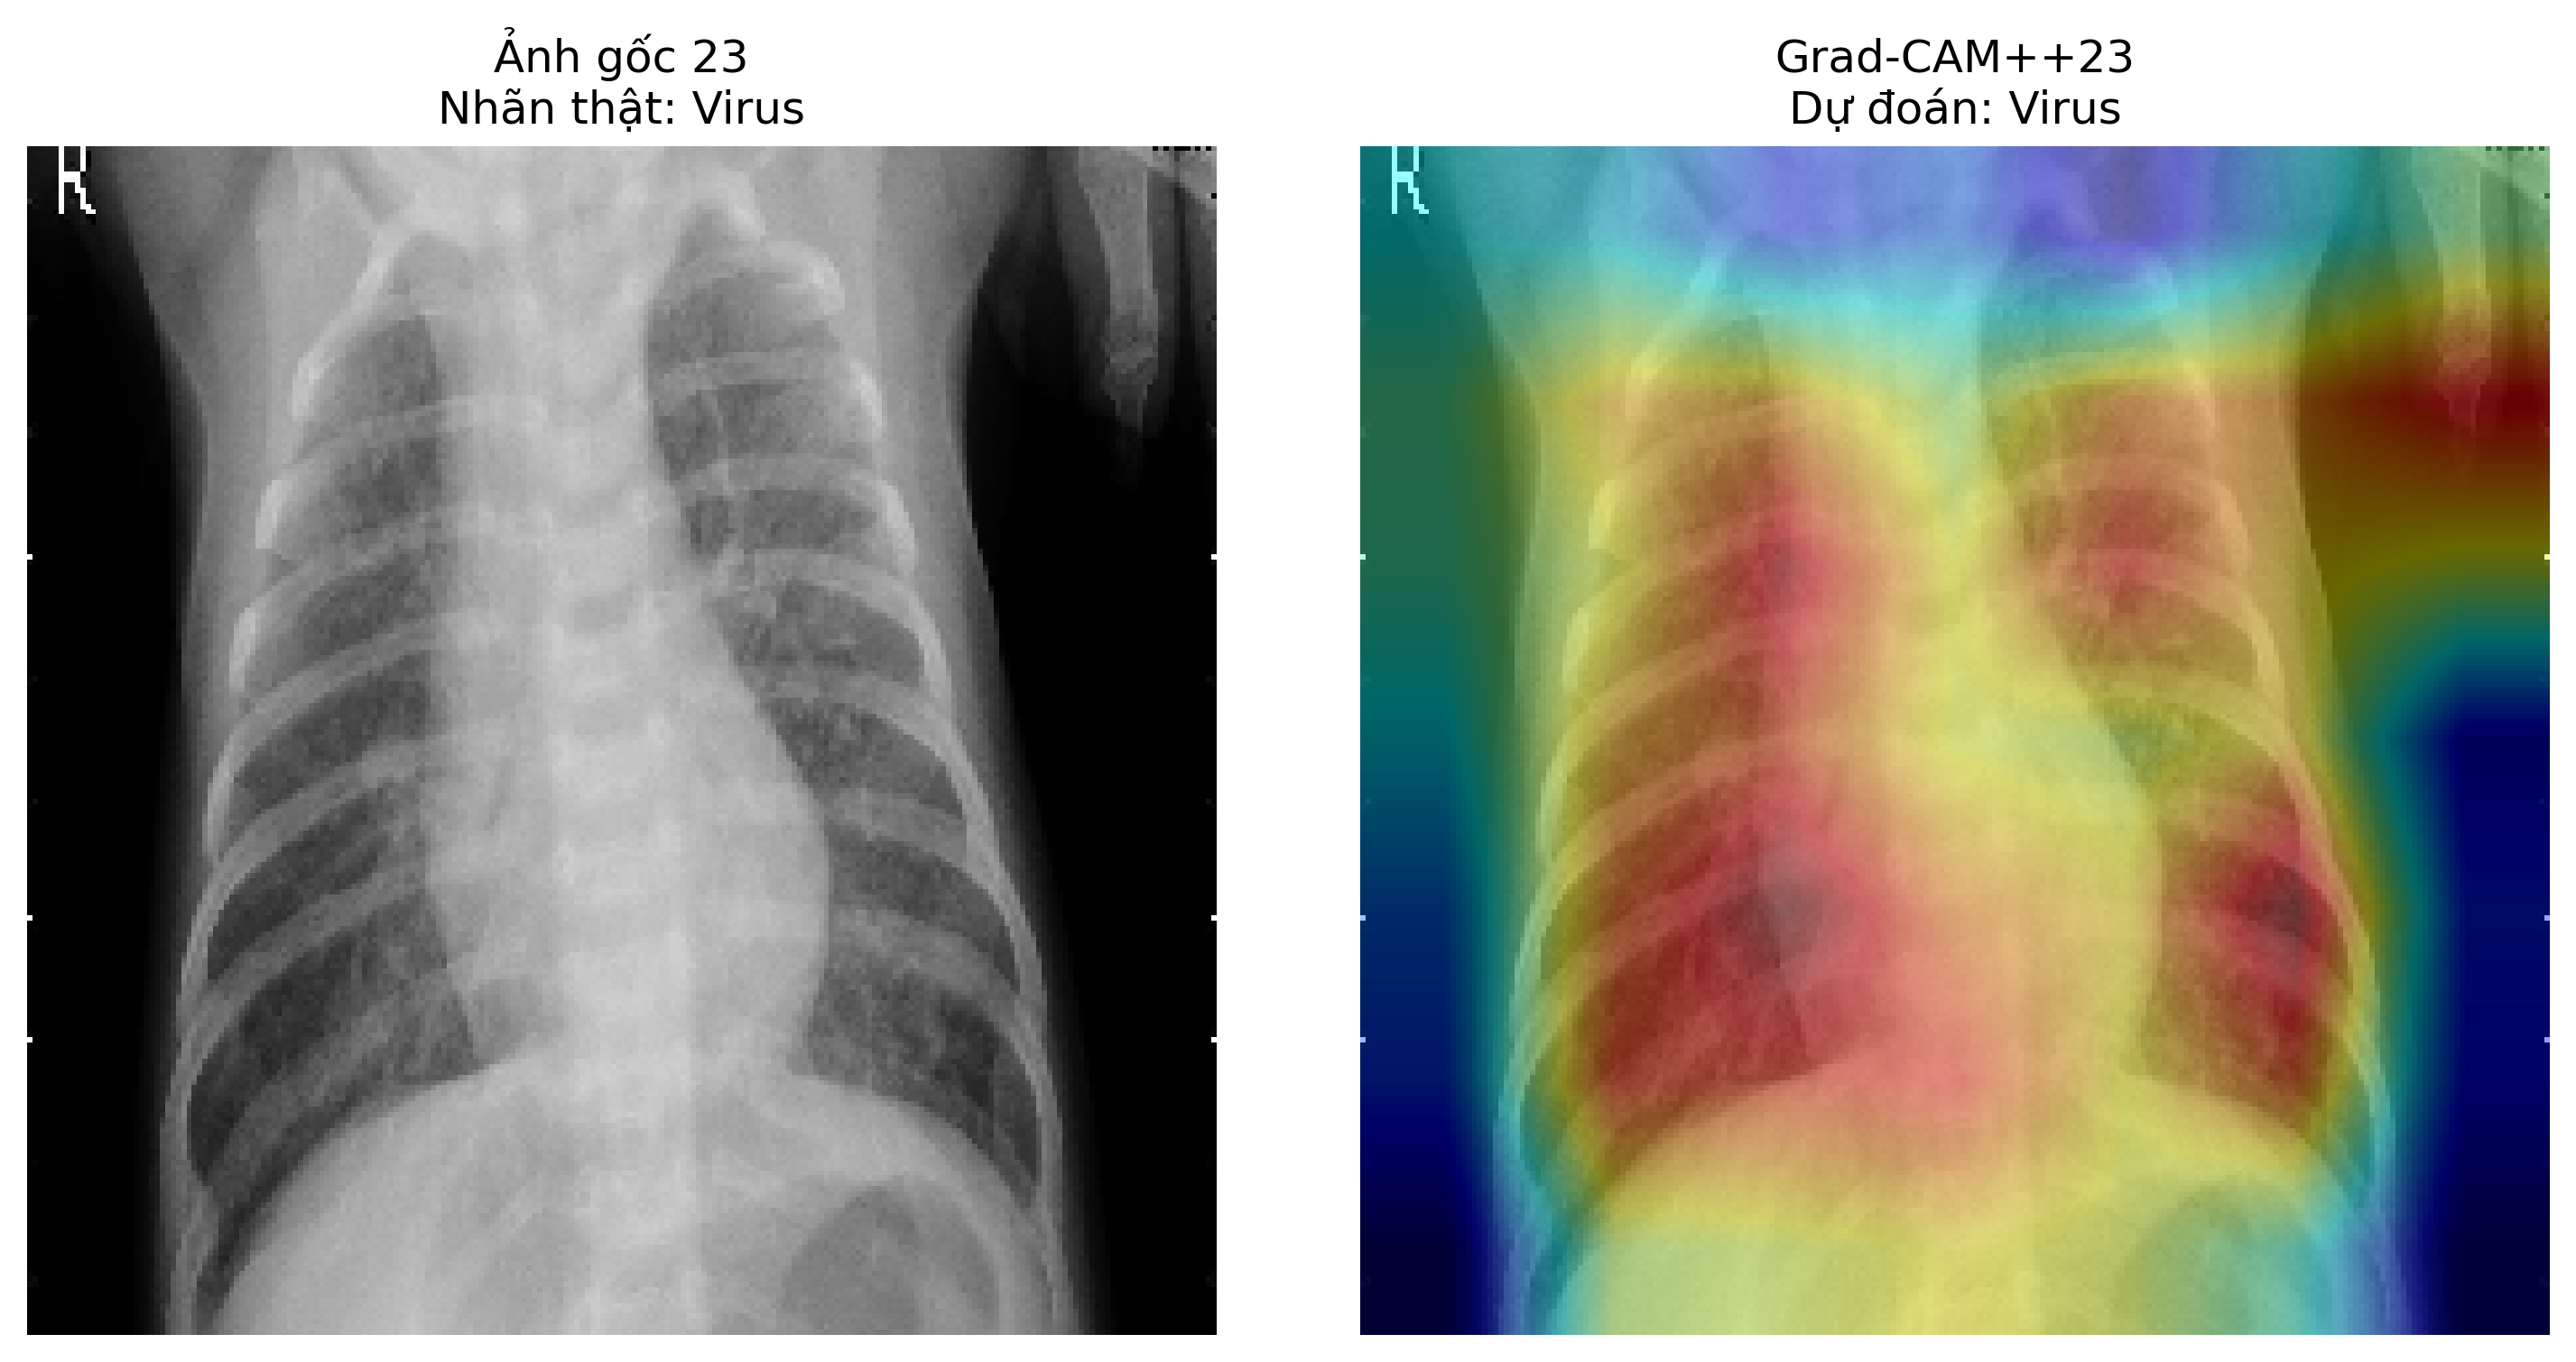 Ảnh gốc 23
Nhãn thật: Virus
Grad-CAM++23
Dự đoán: Virus
R
R